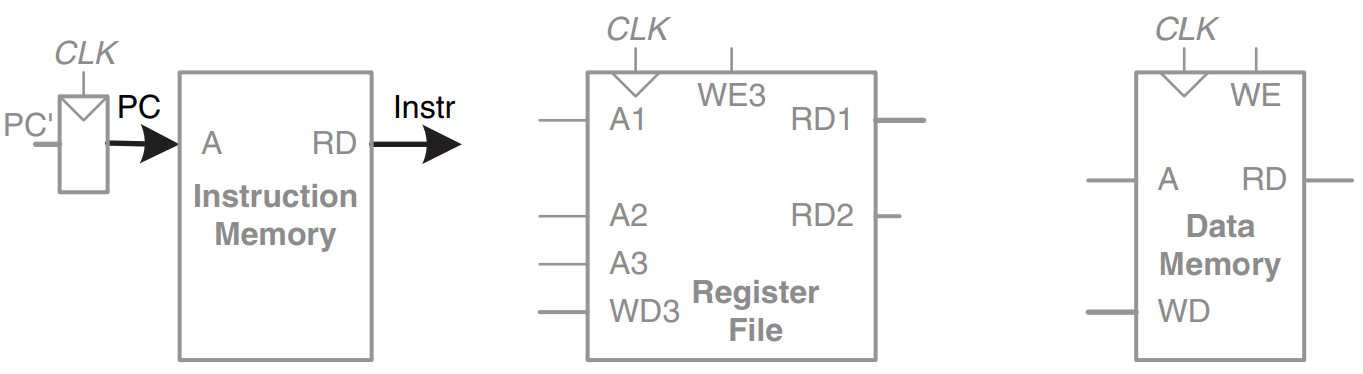 CLK
PC'
PC
A
RD
Instruction
Memory
Instr
CLK
WE3
A1
RD1
A2
RD2
A3
WD3
Register
File
CLK
WE
A
RD
Data
Memory
WD